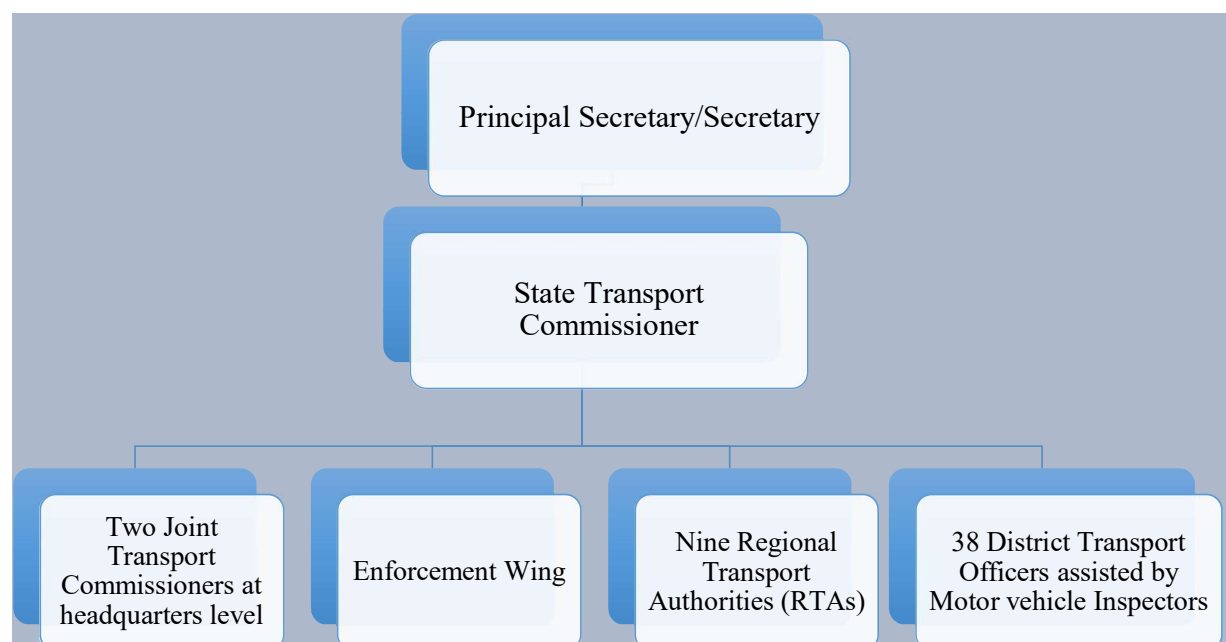 Principal Secretary/Secretary
State Transport
Commissioner
Two Joint
Transport
Commissioners at
headquarters level
Enforcement Wing
Nine Regional
Transport
Authorities (RTAs)
38 District Transport
Officers assisted by
Motor vehicle Inspectors